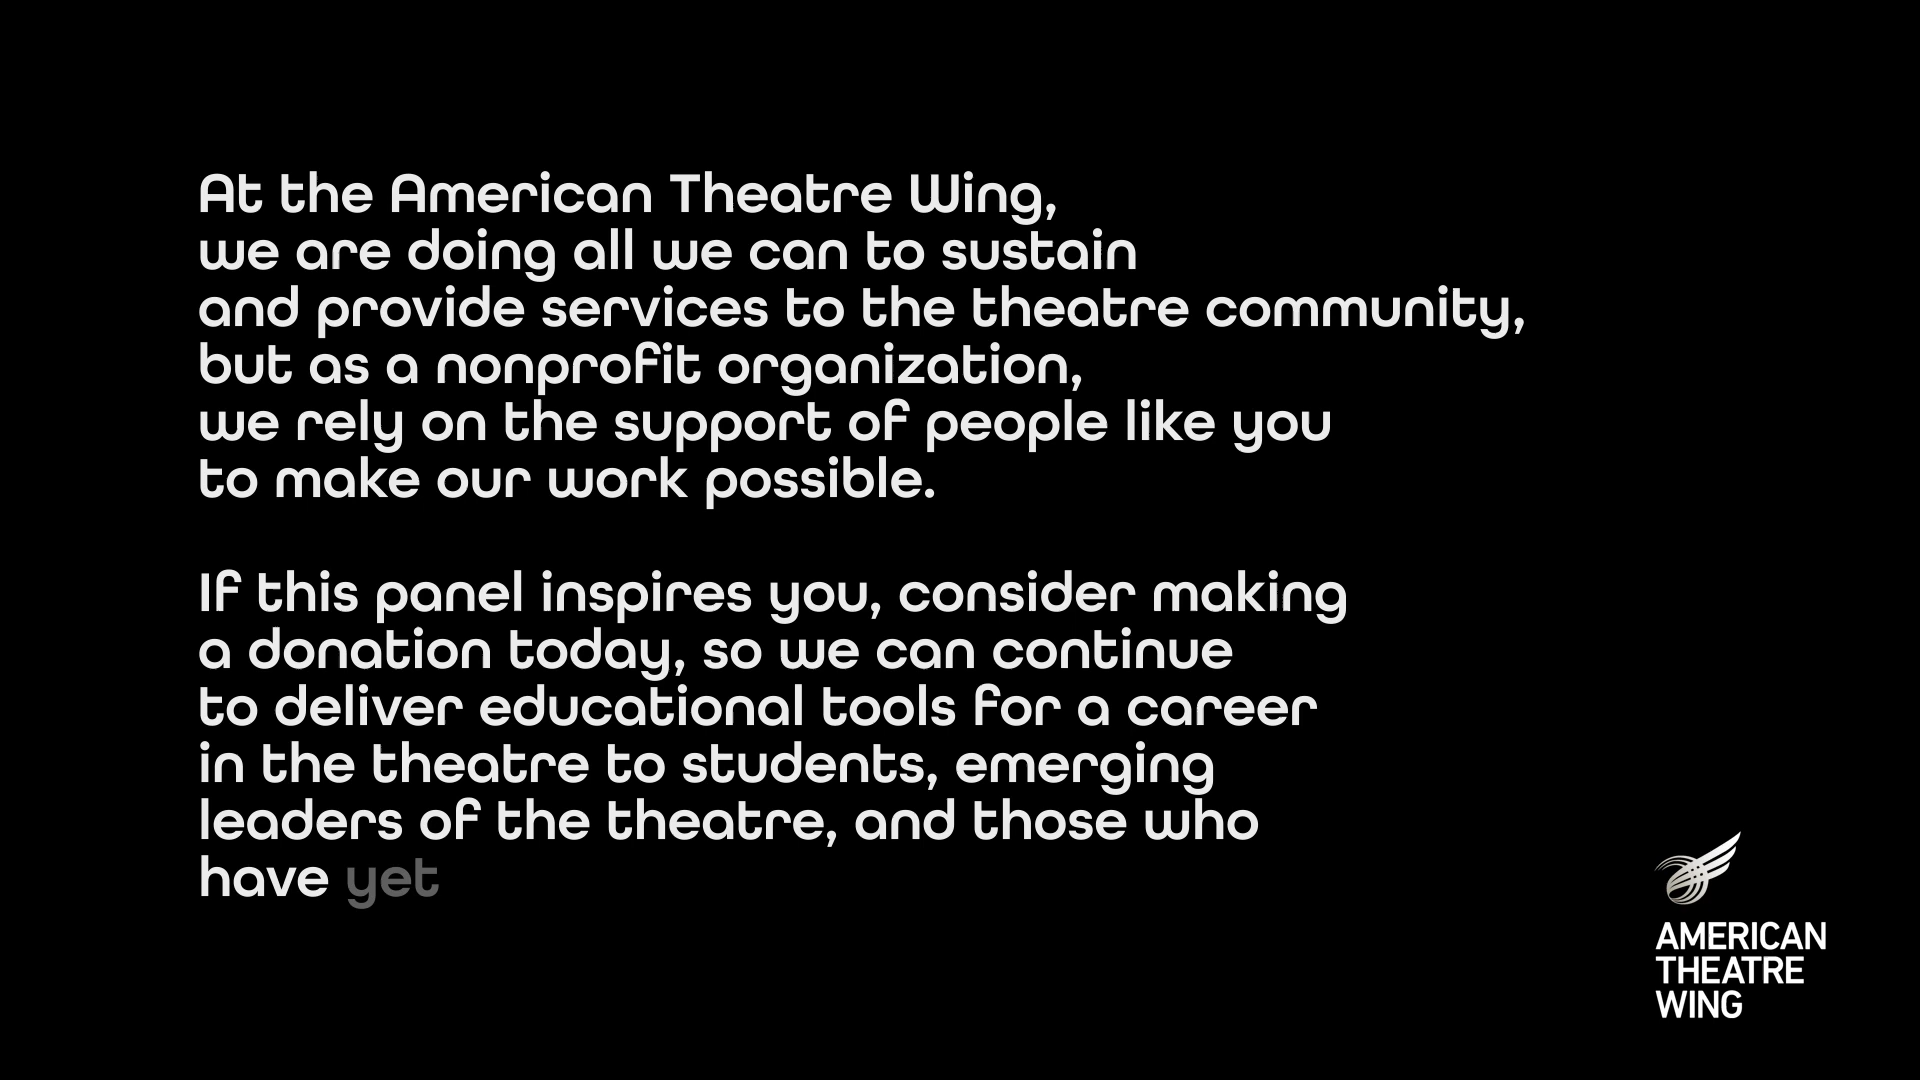 At the American Theatre Wing,
we are doing all we can to sustain
and provide services to the theatre community,
but as a nonprofit organization,
we rely on the support of people like you
to make our work possible.
If this panel inspires you, consider making
a donation today, so we can continue
to deliver educational tools for a career
in the theatre to students, emerging
leaders of the theatre, and those who
have yet
AMERICAN
THEATRE
WING